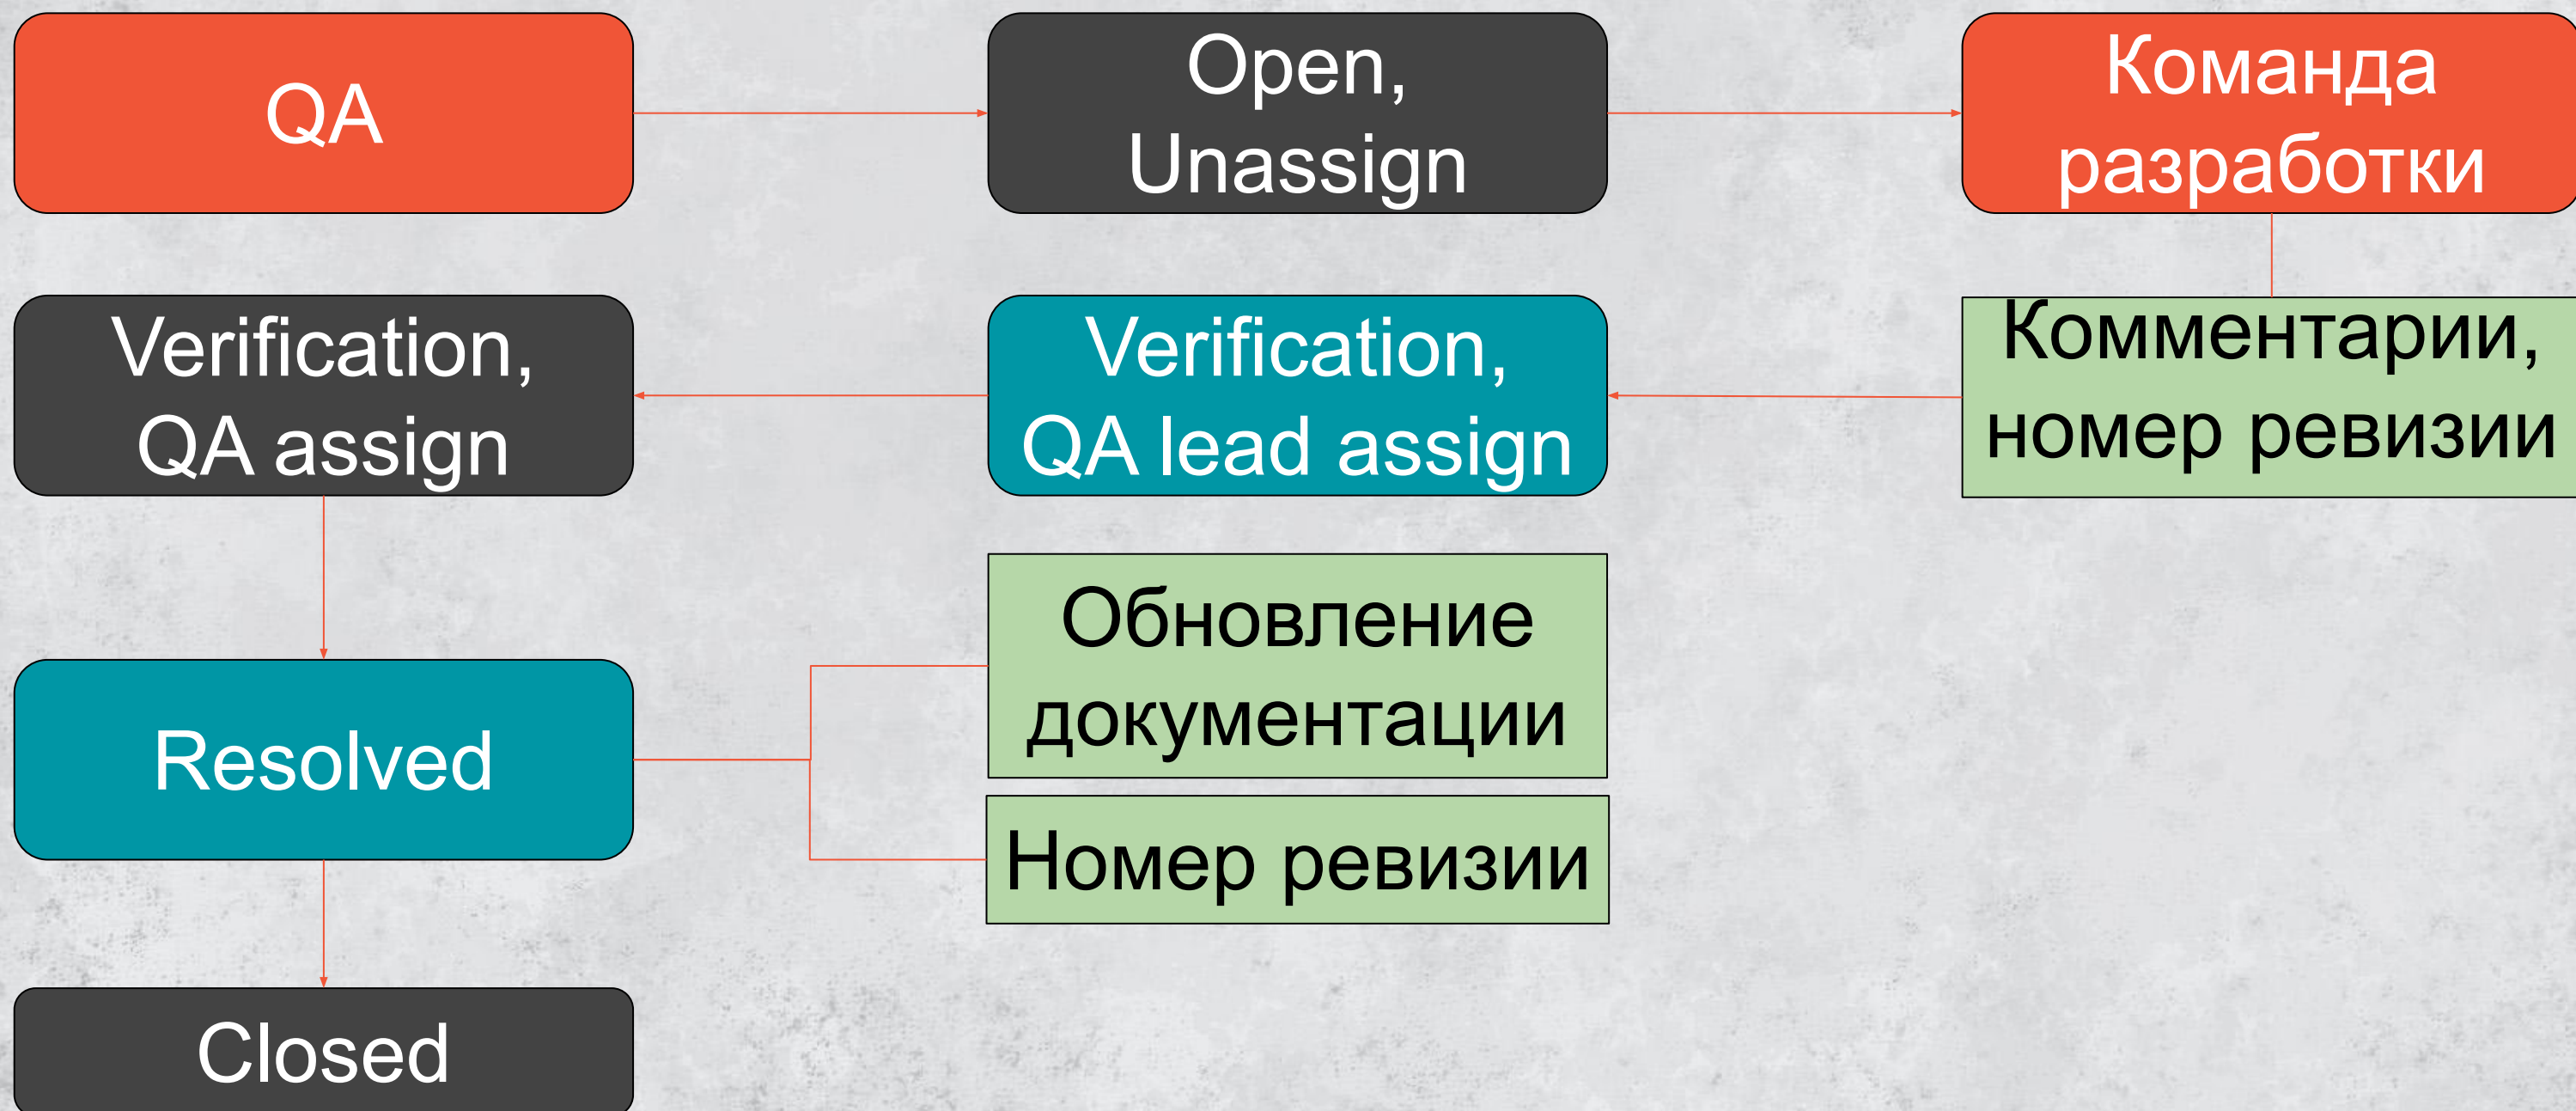 QA
Open,
Unassign
Команда
разработки
Verification,
QA assign
Verification,
QA lead assign
Комментарии,
номер ревизии
Обновление
документации
Resolved
Номер ревизии
Closed